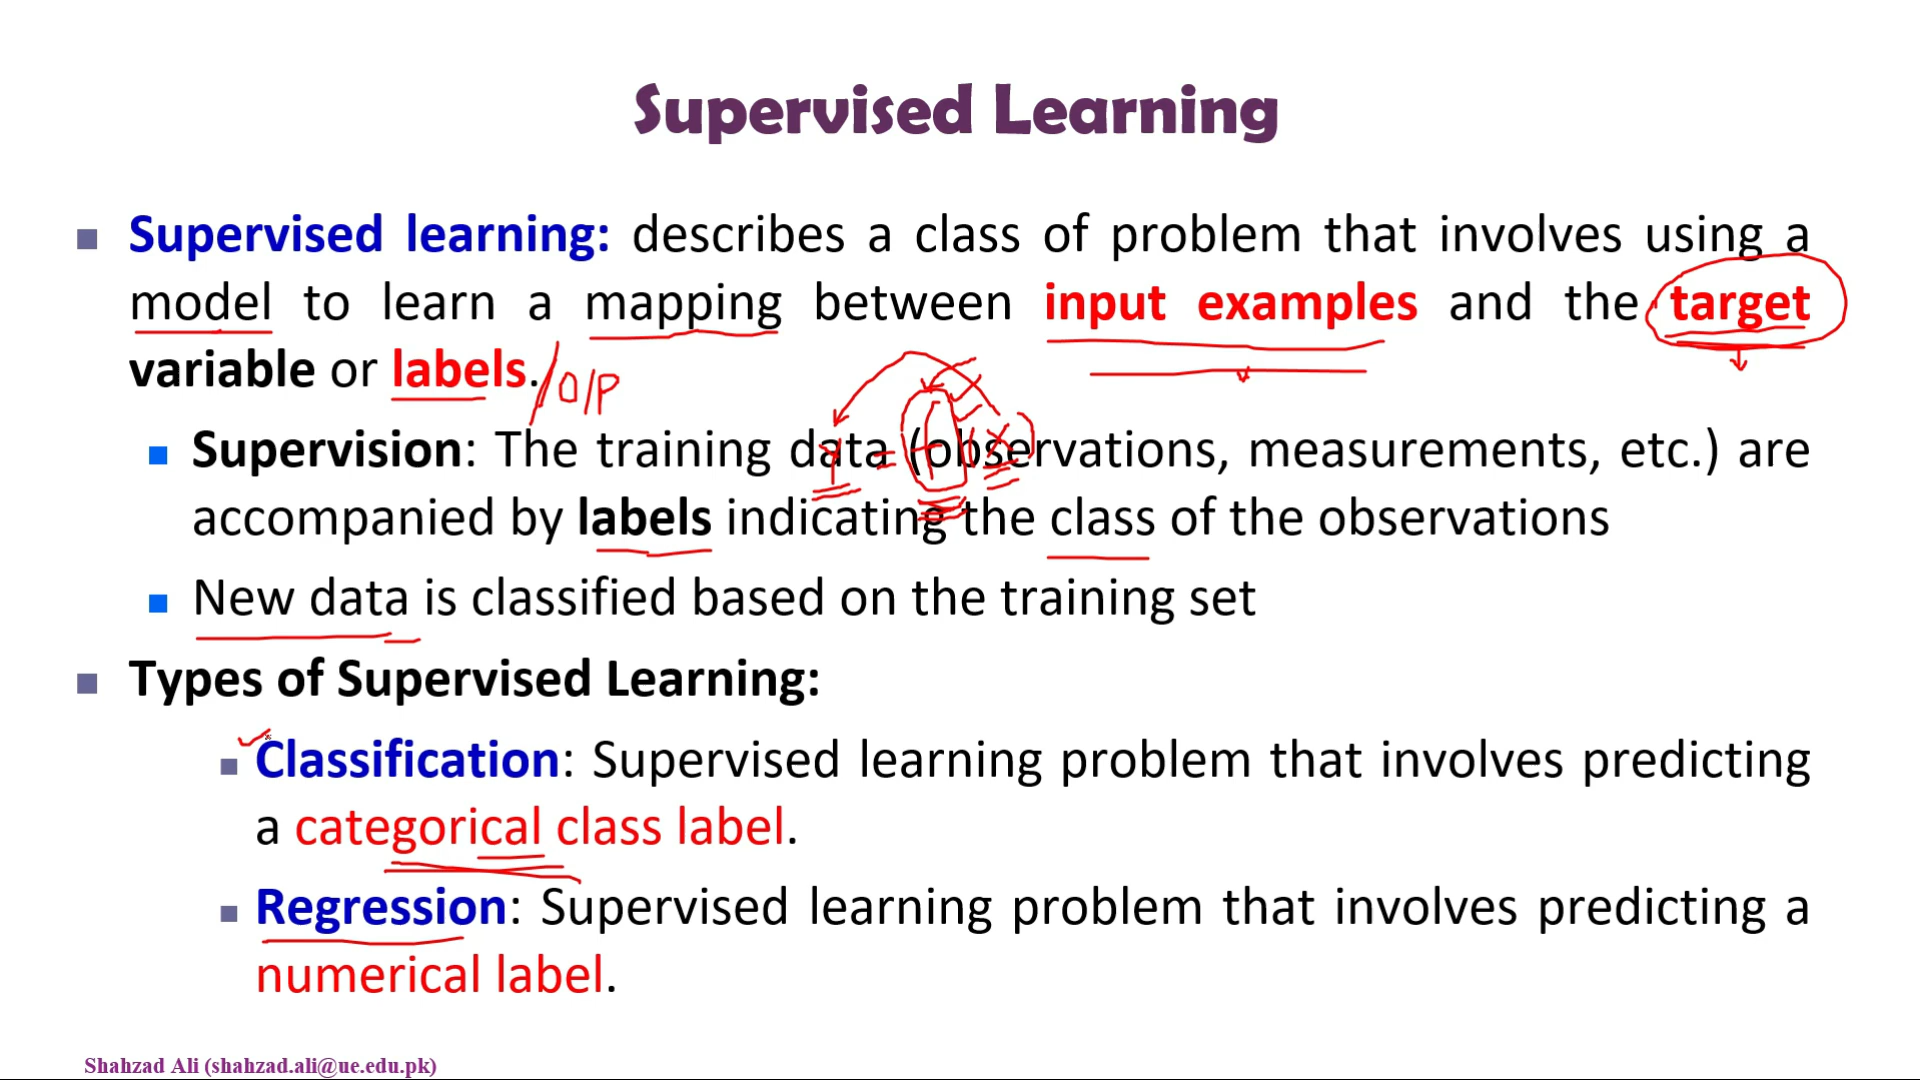 Supervised Learning
Supervised learning: describes a class of problem that involves using a
model to learn a mapping between input examples and the target
variable or labels. /O/P
Y = f(X)
Supervision: The training data (observations, measurements, etc.) are
accompanied by labels indicating the class of the observations
New data is classified based on the training set
Types of Supervised Learning:
Classification: Supervised learning problem that involves predicting
a categorical class label.
Regression: Supervised learning problem that involves predicting a
numerical label.
Shahzad Ali (shahzad.ali@ue.edu.pk)